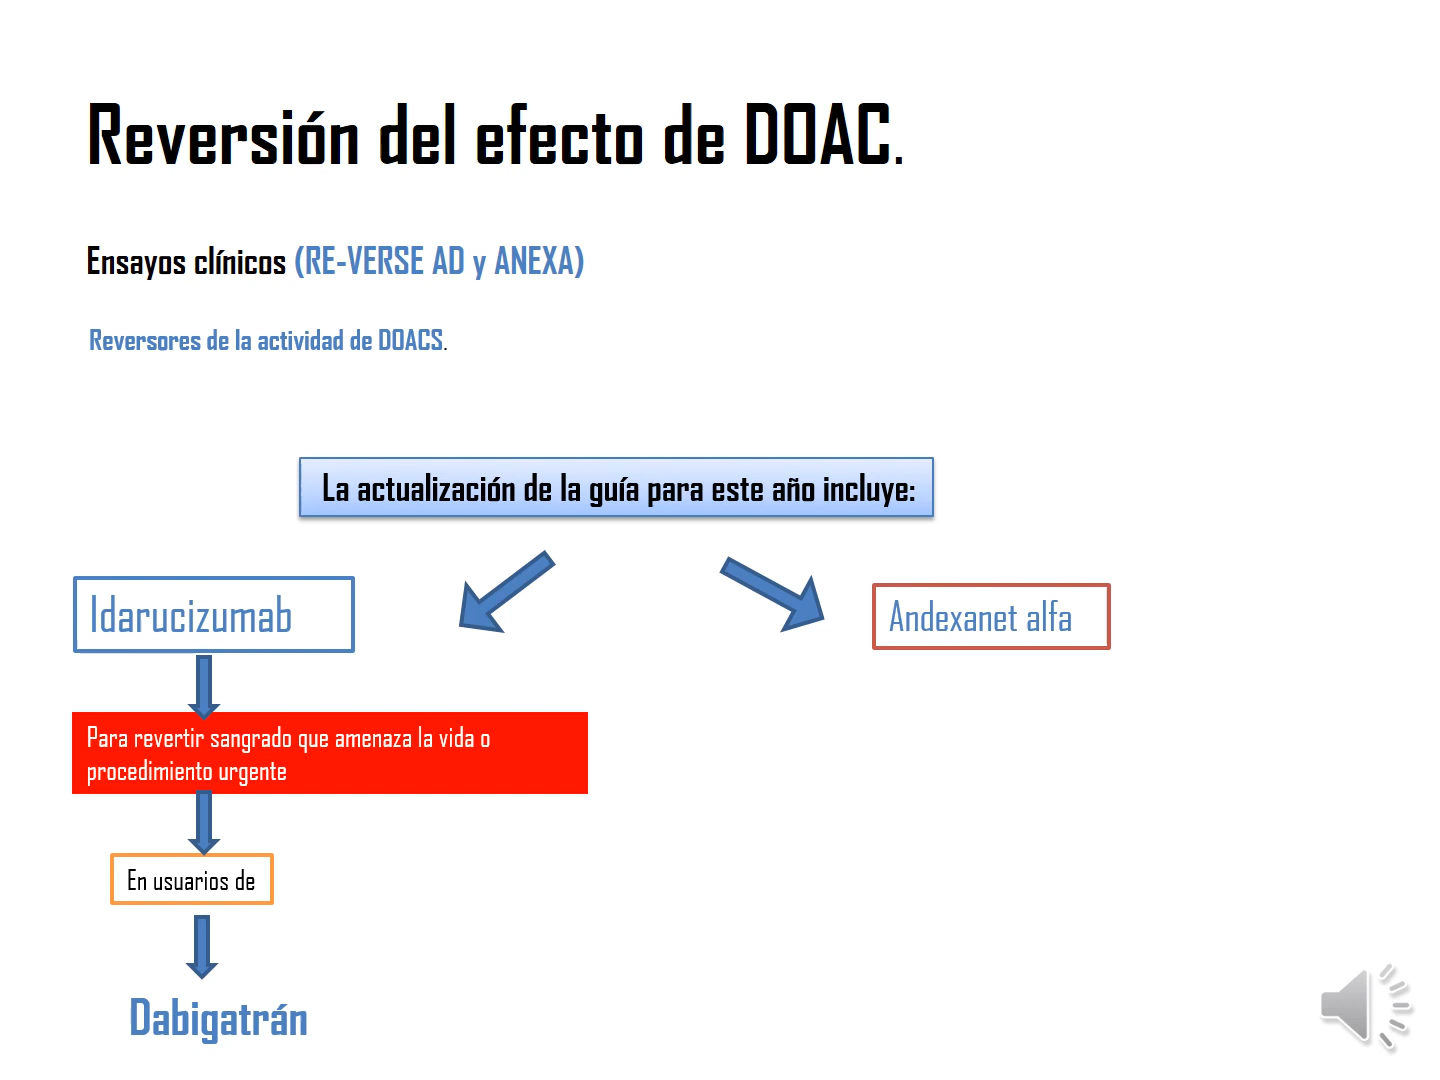 Reversión del efecto de DOAC.
Ensayos clínicos (RE-VERSE AD y ANEXA)
Reversores de la actividad de DOACS.
La actualización de la guía para este año incluye:
Idarucizumab
Andexanet alfa
Para revertir sangrado que amenaza la vida o
procedimiento urgente
En usuarios de
Dabigatrán